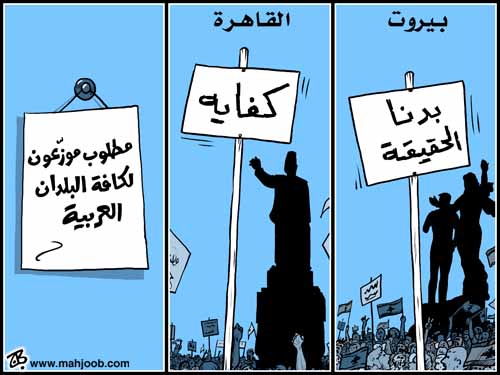 بيروت
بدنا
الحقيقة
القاهرة
كفايه
مطلوب موزّعون
لكافة البلدان
العربية
www.mahjoob.com